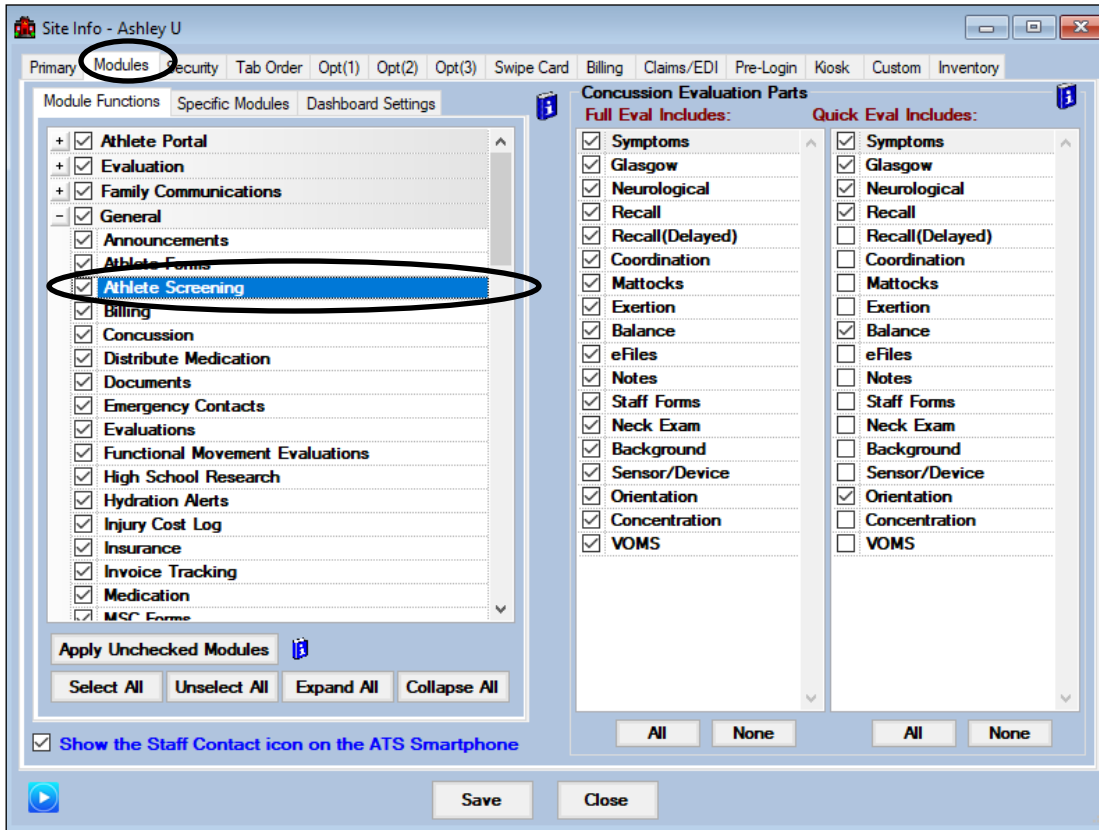 Site Info - Ashley U
Primary Modules Security Tab Order Opt(1) Opt(2) Opt(3) Swipe Card Billing Claims/EDI Pre-Login Kiosk Custom Inventory
Module Functions Specific Modules Dashboard Settings
Athlete Portal
Evaluation
Family Communications
General
Announcements
Athlete Forms
Athlete Screening
Billing
Concussion
Distribute Medication
Documents
Emergency Contacts
Evaluations
Functional Movement Evaluations
High School Research
Hydration Alerts
Injury Cost Log
Insurance
Invoice Tracking
Medication
MSC Forms
Apply Unchecked Modules
Select All Unselect All Expand All Collapse All
Show the Staff Contact icon on the ATS Smartphone
Concussion Evaluation Parts
Full Eval Includes:
Symptoms
Glasgow
Neurological
Recall
Recall(Delayed)
Coordination
Mattocks
Exertion
Balance
eFiles
Notes
Staff Forms
Neck Exam
Background
Sensor/Device
Orientation
Concentration
VOMS
All None
Quick Eval Includes:
Symptoms
Glasgow
Neurological
Recall
Recall(Delayed)
Coordination
Mattocks
Exertion
Balance
eFiles
Notes
Staff Forms
Neck Exam
Background
Sensor/Device
Orientation
Concentration
VOMS
All None
Save Close